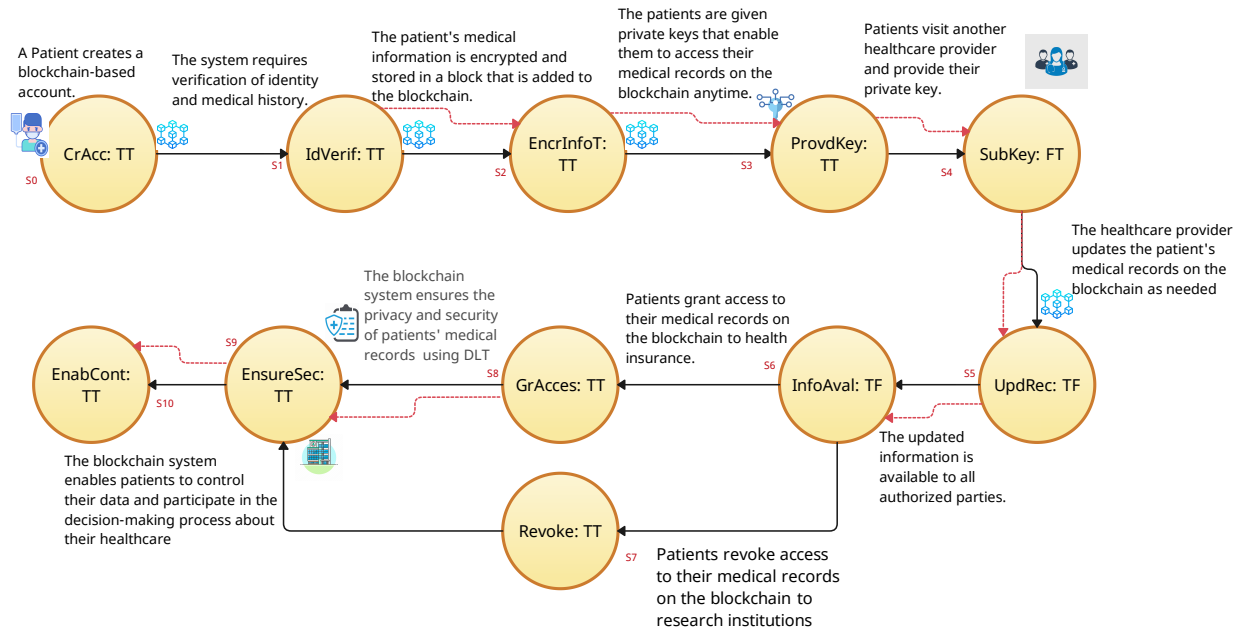 A Patient creates a
blockchain-based
account.
The system requires
verification of identity
and medical history.
The patient's medical
information is encrypted and
stored in a block that is added to
the blockchain.
The patients are given
private keys that enable
them to access their
medical records on the
blockchain anytime.
Patients visit another
healthcare provider
and provide their
private key.
CrAcc: TT
S0
S1
IdVerif: TT
S2
EncrInfoT:
TT
S3
ProvdKey:
TT
S4
SubKey: FT
The healthcare provider
updates the patient's
medical records on the
blockchain as needed
The blockchain
system ensures the
privacy and security
of patients' medical
records using DLT
Patients grant access to
their medical records on
the blockchain to health
insurance.
EnabCont:
TT
S9
S10
EnsureSec:
TT
S8
GrAcces: TT
S6
InfoAval: TF
S5
UpdRec: TF
The updated
information is
available to all
authorized parties.
The blockchain system
enables patients to control
their data and participate in the
decision-making process about
their healthcare
Revoke: TT
S7
Patients revoke access
to their medical records
on the blockchain to
research institutions